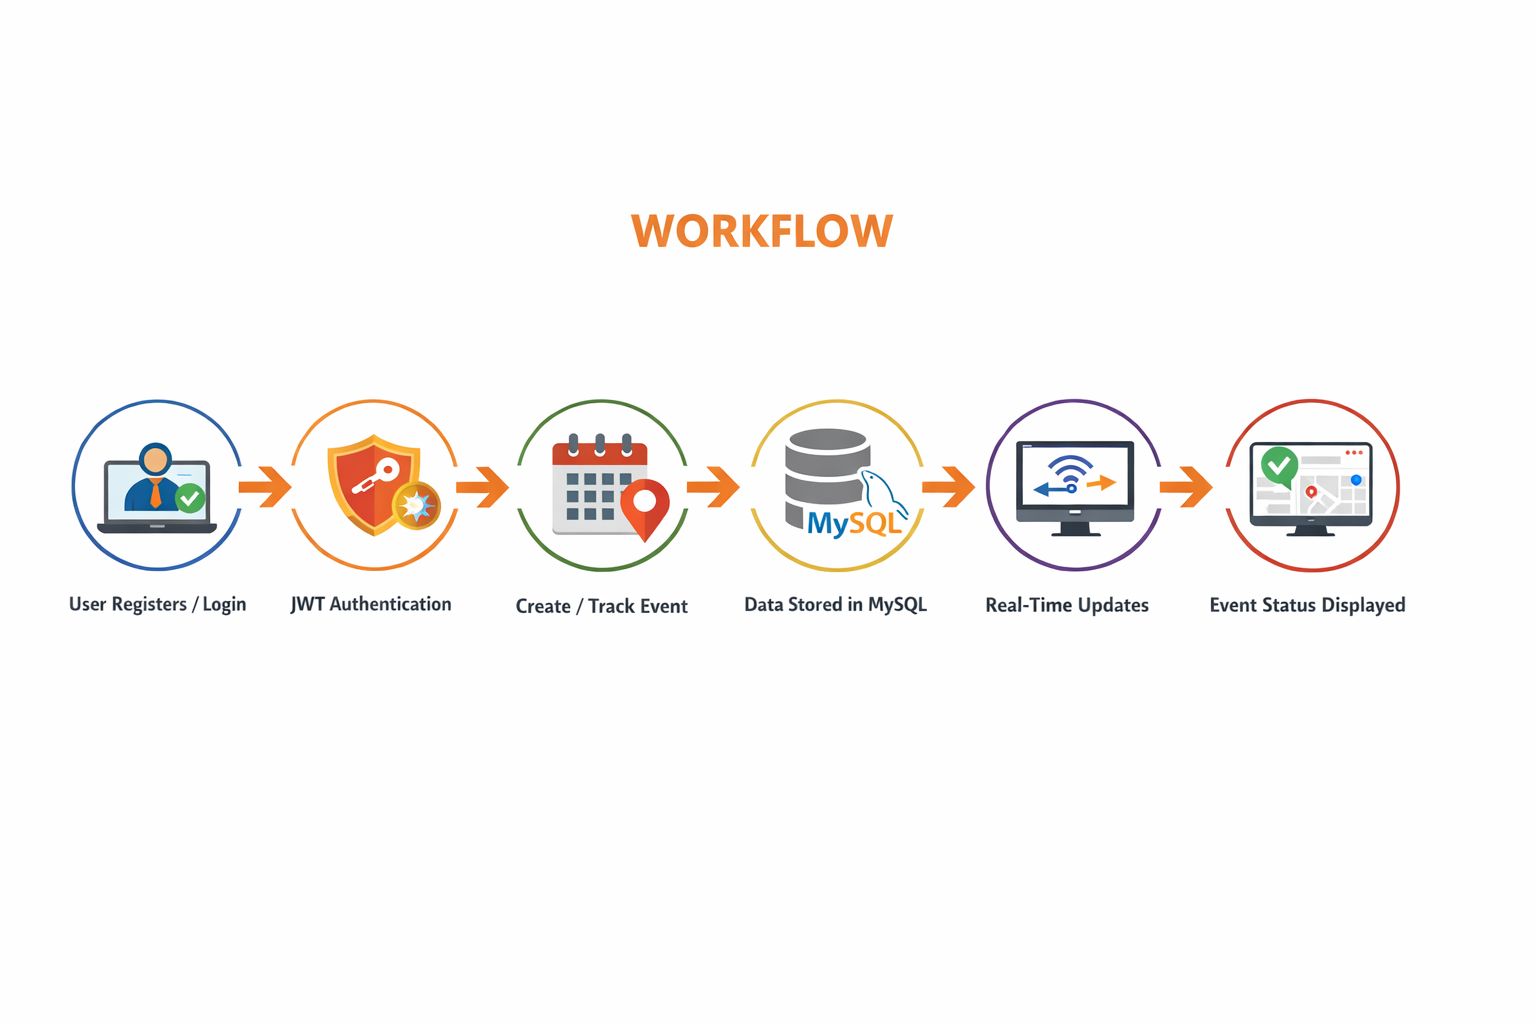 WORKFLOW
MySQL
User Registers / Login
JWT Authentication
Create / Track Event
Data Stored in MySQL
Real-Time Updates
Event Status Displayed